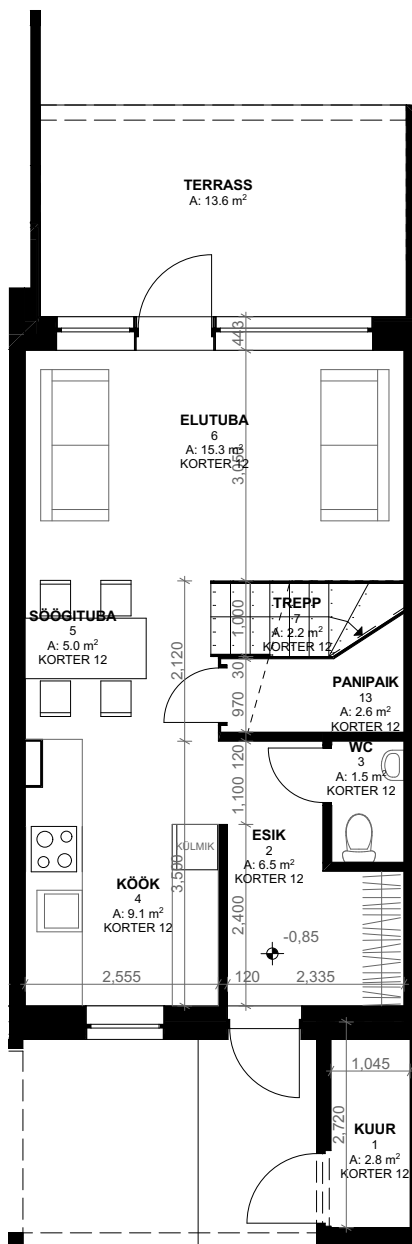 TERRASS
A: 13.6 m²
443
ELUTUBA
6
A: 15.3 m²
KORTER 12
3,050
SÖÖGITUBA
5
A: 5.0 m²
KORTER 12
2,120
1,000
TREPP
7
A: 2.2 m²
KORTER 12
30
970
PANIPAIK
13
A: 2.6 m²
KORTER 12
120
WC
3
A: 1.5 m²
KORTER 12
1,100
ESIK
2
A: 6.5 m²
KORTER 12
KÜLMIK
3,500
KÖÖK
4
A: 9.1 m²
KORTER 12
2,400
-0,85
2,555
120
2,335
1,045
2,720
KUUR
1
A: 2.8 m²
KORTER 12